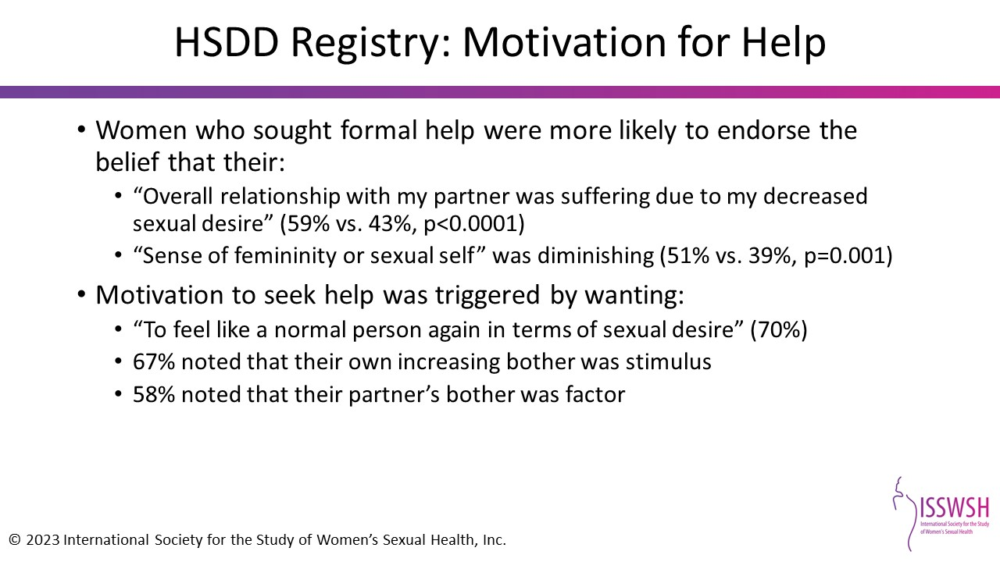 HSDD Registry: Motivation for Help
• Women who sought formal help were more likely to endorse the
belief that their:
• “Overall relationship with my partner was suffering due to my decreased
sexual desire” (59% vs. 43%, p<0.0001)
• “Sense of femininity or sexual self” was diminishing (51% vs. 39%, p=0.001)
• Motivation to seek help was triggered by wanting:
• “To feel like a normal person again in terms of sexual desire” (70%)
• 67% noted that their own increasing bother was stimulus
• 58% noted that their partner’s bother was factor
ISSWSH
International Society for the Study
of Women's Sexual Health
© 2023 International Society for the Study of Women’s Sexual Health, Inc.